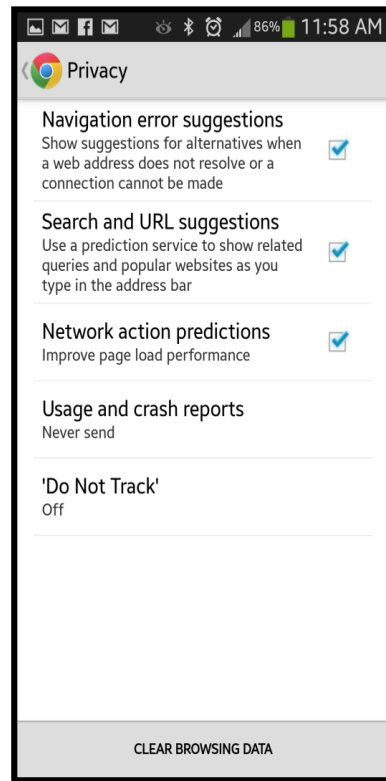 86% 11:58 AM
Privacy
Navigation error suggestions
Show suggestions for alternatives when
a web address does not resolve or a
connection cannot be made
Search and URL suggestions
Use a prediction service to show related
queries and popular websites as you
type in the address bar
Network action predictions
Improve page load performance
Usage and crash reports
Never send
'Do Not Track'
Off
CLEAR BROWSING DATA